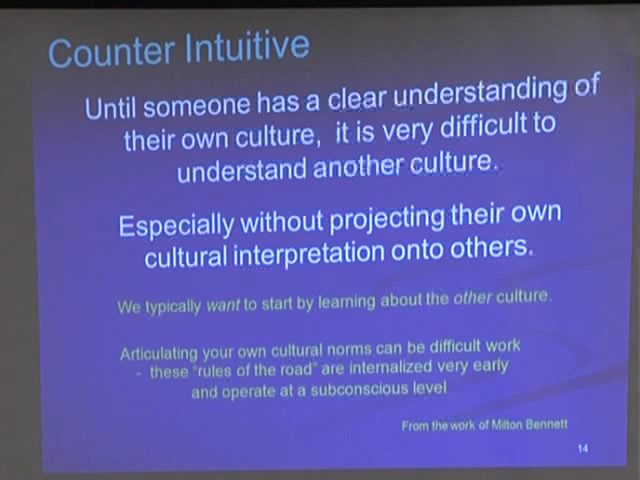 Counter Intuitive
Until someone has a clear understanding of
their own culture, it is very difficult to
understand another culture.
Especially without projecting their own
cultural interpretation onto others.
We typically want to start by learning about the other culture.
Articulating your own cultural norms can be difficult work
- these "rules of the road" are internalized very early
and operate at a subconscious level
From the work of Milton Bennett
14